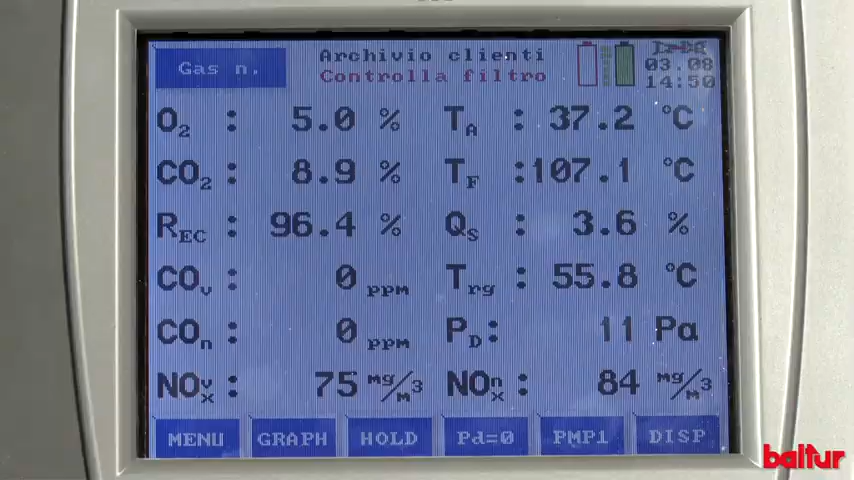 Gas n.
Archivio clienti
Controlla filtro
IrDA
03.08
14:50
O2 : 5.0 % TA : 37.2 °C
CO2 : 8.9 % TF :107.1 °C
REC : 96.4 % QS : 3.6 %
COv : 0 ppm Trg : 55.8 °C
COn : 0 ppm PD: 11 Pa
NOxv : 75 mg/M3 NOxn : 84 mg/M3
MENU GRAPH HOLD Pd=0 PMP1 DISP
baltur